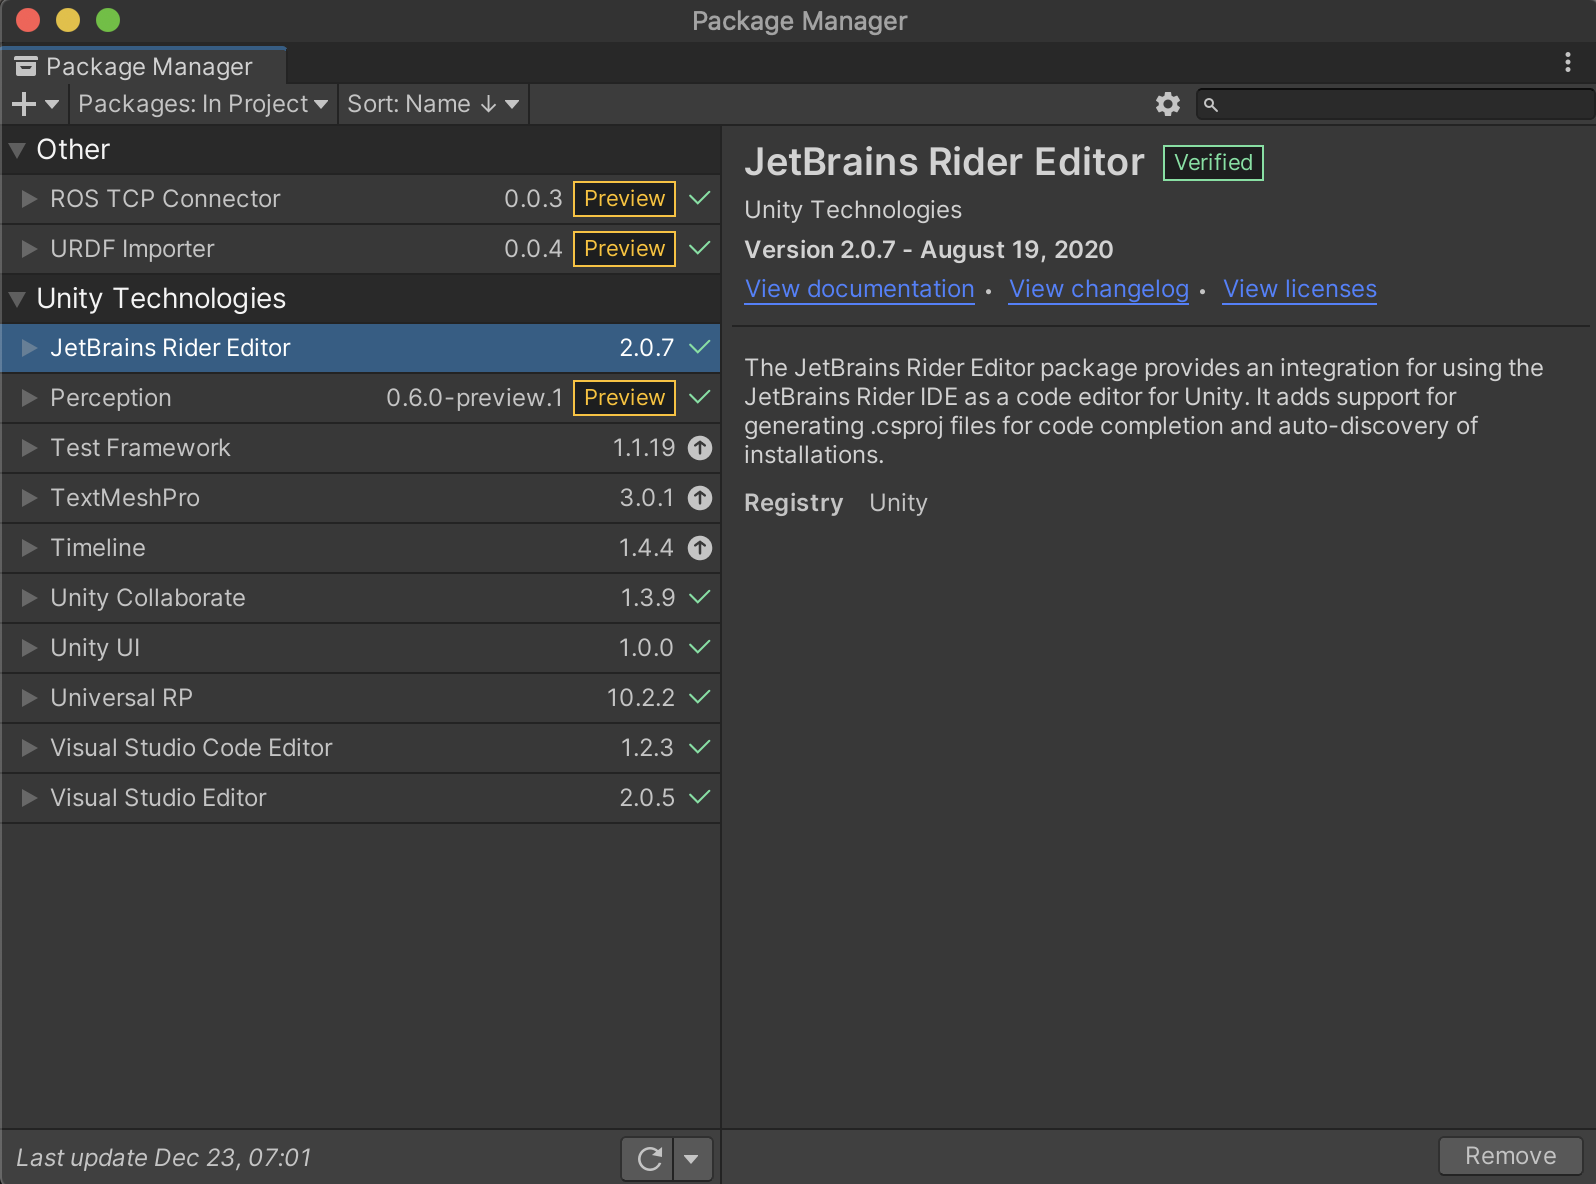 Package Manager
Package Manager
Packages: In Project
Sort: Name ↓
Other
ROS TCP Connector 0.0.3 Preview
URDF Importer 0.0.4 Preview
Unity Technologies
JetBrains Rider Editor 2.0.7
Perception 0.6.0-preview.1 Preview
Test Framework 1.1.19
TextMeshPro 3.0.1
Timeline 1.4.4
Unity Collaborate 1.3.9
Unity UI 1.0.0
Universal RP 10.2.2
Visual Studio Code Editor 1.2.3
Visual Studio Editor 2.0.5
Last update Dec 23, 07:01
JetBrains Rider Editor Verified
Unity Technologies
Version 2.0.7 - August 19, 2020
View documentation • View changelog • View licenses
The JetBrains Rider Editor package provides an integration for using the
JetBrains Rider IDE as a code editor for Unity. It adds support for
generating .csproj files for code completion and auto-discovery of
installations.
Registry Unity
Remove